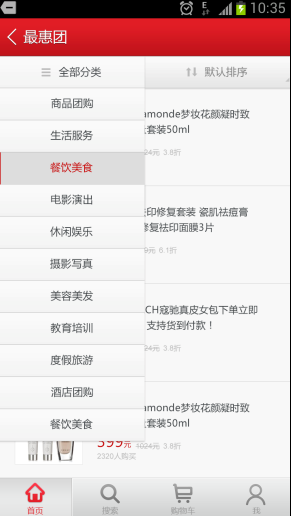 10:35
最惠团
全部分类
默认排序
商品团购
生活服务
餐饮美食
电影演出
休闲娱乐
摄影写真
美容美发
教育培训
度假旅游
酒店团购
餐饮美食
amonde梦妆花颜凝时致
套装50ml
24元 3.8折
祛印修复套装 瓷肌祛痘膏
修复祛印面膜3片
9元 6.1折
CH寇驰真皮女包下单立即
支持货到付款！
24元 3.8折
amonde梦妆花颜凝时致
套装50ml
399元 1024元 3.8折
2320人购买
首页
搜索
购物车
我